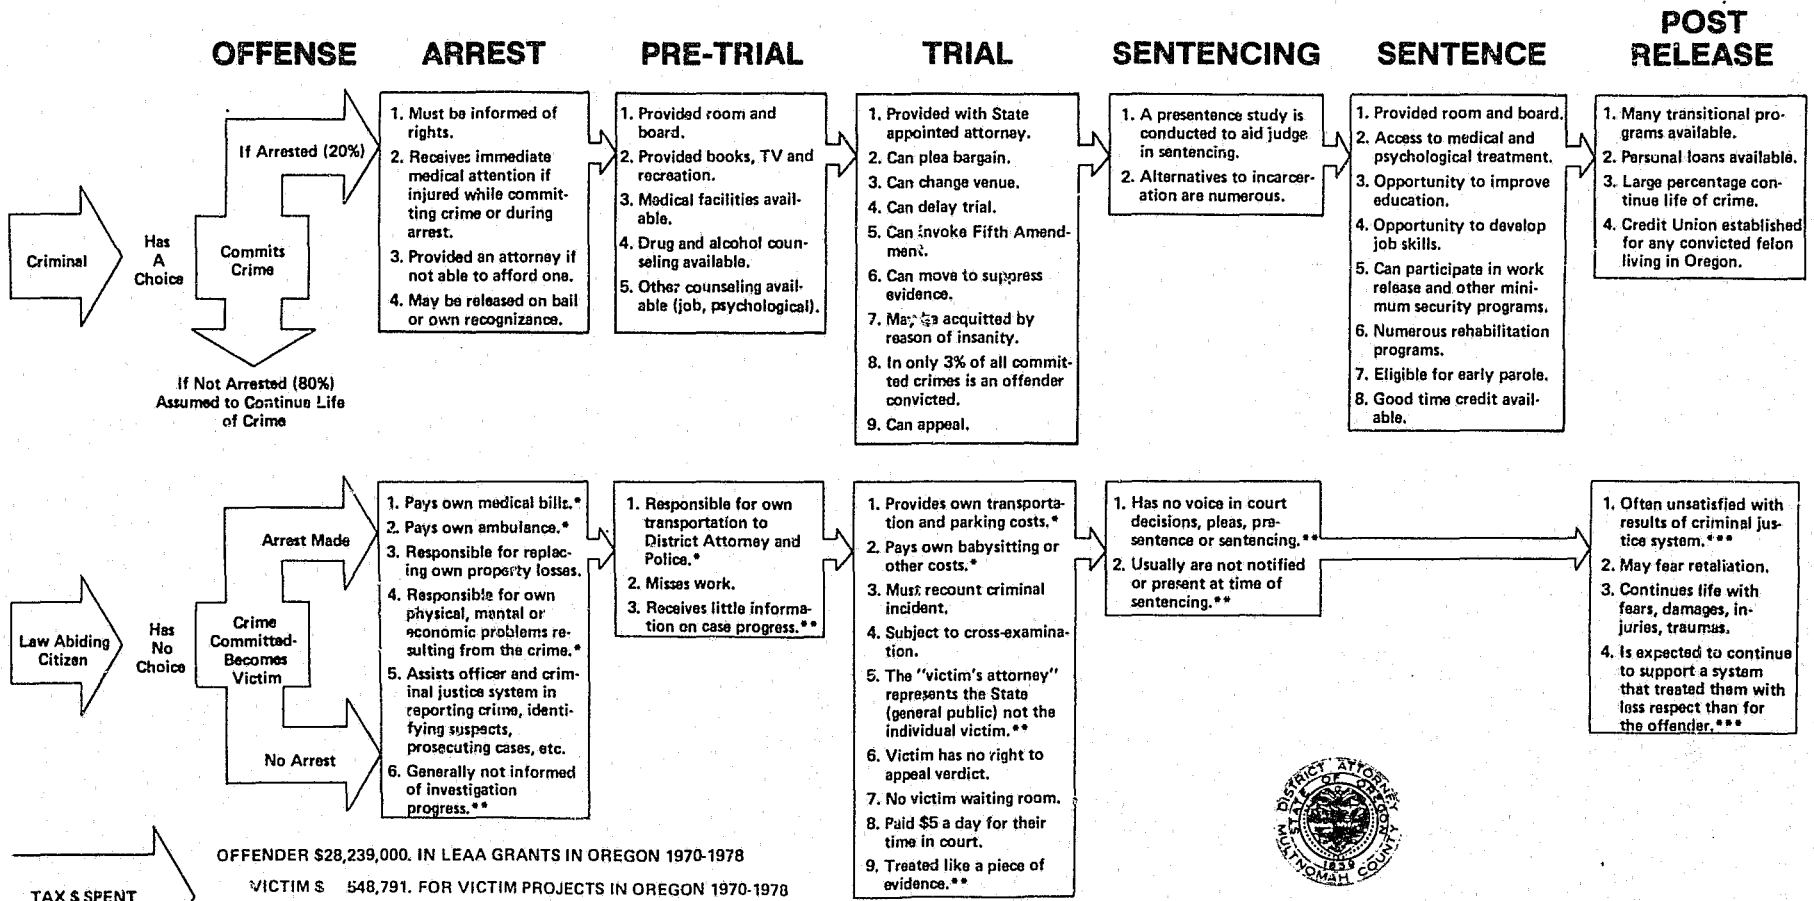 OFFENSE
ARREST
PRE-TRIAL
TRIAL
SENTENCING
SENTENCE
POST
RELEASE
Criminal
Has
A
Choice
Commits
Crime
If Arrested (20%)
If Not Arrested (80%)
Assumed to Continue Life
of Crime
1. Must be informed of
rights.
2. Receives immediate
medical attention if
injured while commit-
ting crime or during
arrest.
3. Provided an attorney if
not able to afford one.
4. May be released on bail
or own recognizance.
1. Provided room and
board.
2. Provided books, TV and
recreation.
3. Medical facilities avail-
able.
4. Drug and alcohol coun-
seling available.
5. Other counseling avail-
able (job, psychological).
1. Provided with State
appointed attorney.
2. Can plea bargain.
3. Can change venue.
4. Can delay trial.
5. Can invoke Fifth Amend-
ment.
6. Can move to suppress
evidence.
7. May be acquitted by
reason of insanity.
8. In only 3% of all commit-
ted crimes is an offender
convicted.
9. Can appeal.
1. A presentence study is
conducted to aid judge
in sentencing.
2. Alternatives to incarcer-
ation are numerous.
1. Provided room and board.
2. Access to medical and
psychological treatment.
3. Opportunity to improve
education.
4. Opportunity to develop
job skills.
5. Can participate in work
release and other mini-
mum security programs.
6. Numerous rehabilitation
programs.
7. Eligible for early parole.
8. Good time credit avail-
able.
1. Many transitional pro-
grams available.
2. Personal loans available.
3. Large percentage con-
tinue life of crime.
4. Credit Union established
for any convicted felon
living in Oregon.
Law Abiding
Citizen
Has
No
Choice
Crime
Committed-
Becomes
Victim
Arrest Made
No Arrest
1. Pays own medical bills.*
2. Pays own ambulance.*
3. Responsible for replac-
ing own property losses.
4. Responsible for own
physical, mental or
economic problems re-
sulting from the crime.*
5. Assists officer and crim-
inal justice system in
reporting crime, identi-
fying suspects,
prosecuting cases, etc.
6. Generally not informed
of investigation
progress.**
1. Responsible for own
transportation to
District Attorney and
Police.*
2. Misses work.
3. Receives little informa-
tion on case progress.**
1. Provides own transporta-
tion and parking costs.*
2. Pays own babysitting or
other costs.*
3. Must recount criminal
incident.
4. Subject to cross-examina-
tion.
5. The "victim's attorney"
represents the State
(general public) not the
individual victim.**
6. Victim has no right to
appeal verdict.
7. No victim waiting room.
8. Paid $5 a day for their
time in court.
9. Treated like a piece of
evidence.**
1. Has no voice in court
decisions, pleas, pre-
sentence or sentencing.**
2. Usually are not notified
or present at time of
sentencing.**
1. Often unsatisfied with
results of criminal jus-
tice system.***
2. May fear retaliation.
3. Continues life with
fears, damages, in-
juries, traumas.
4. Is expected to continue
to support a system
that treated them with
less respect than for
the offender.***
DISTRICT ATTORNEY
STATE OF OREGON
1859
MULTNOMAH COUNTY
TAX $ SPENT
OFFENDER $28,239,000. IN LEAA GRANTS IN OREGON 1970-1978
VICTIM $ 548,791. FOR VICTIM PROJECTS IN OREGON 1970-1978